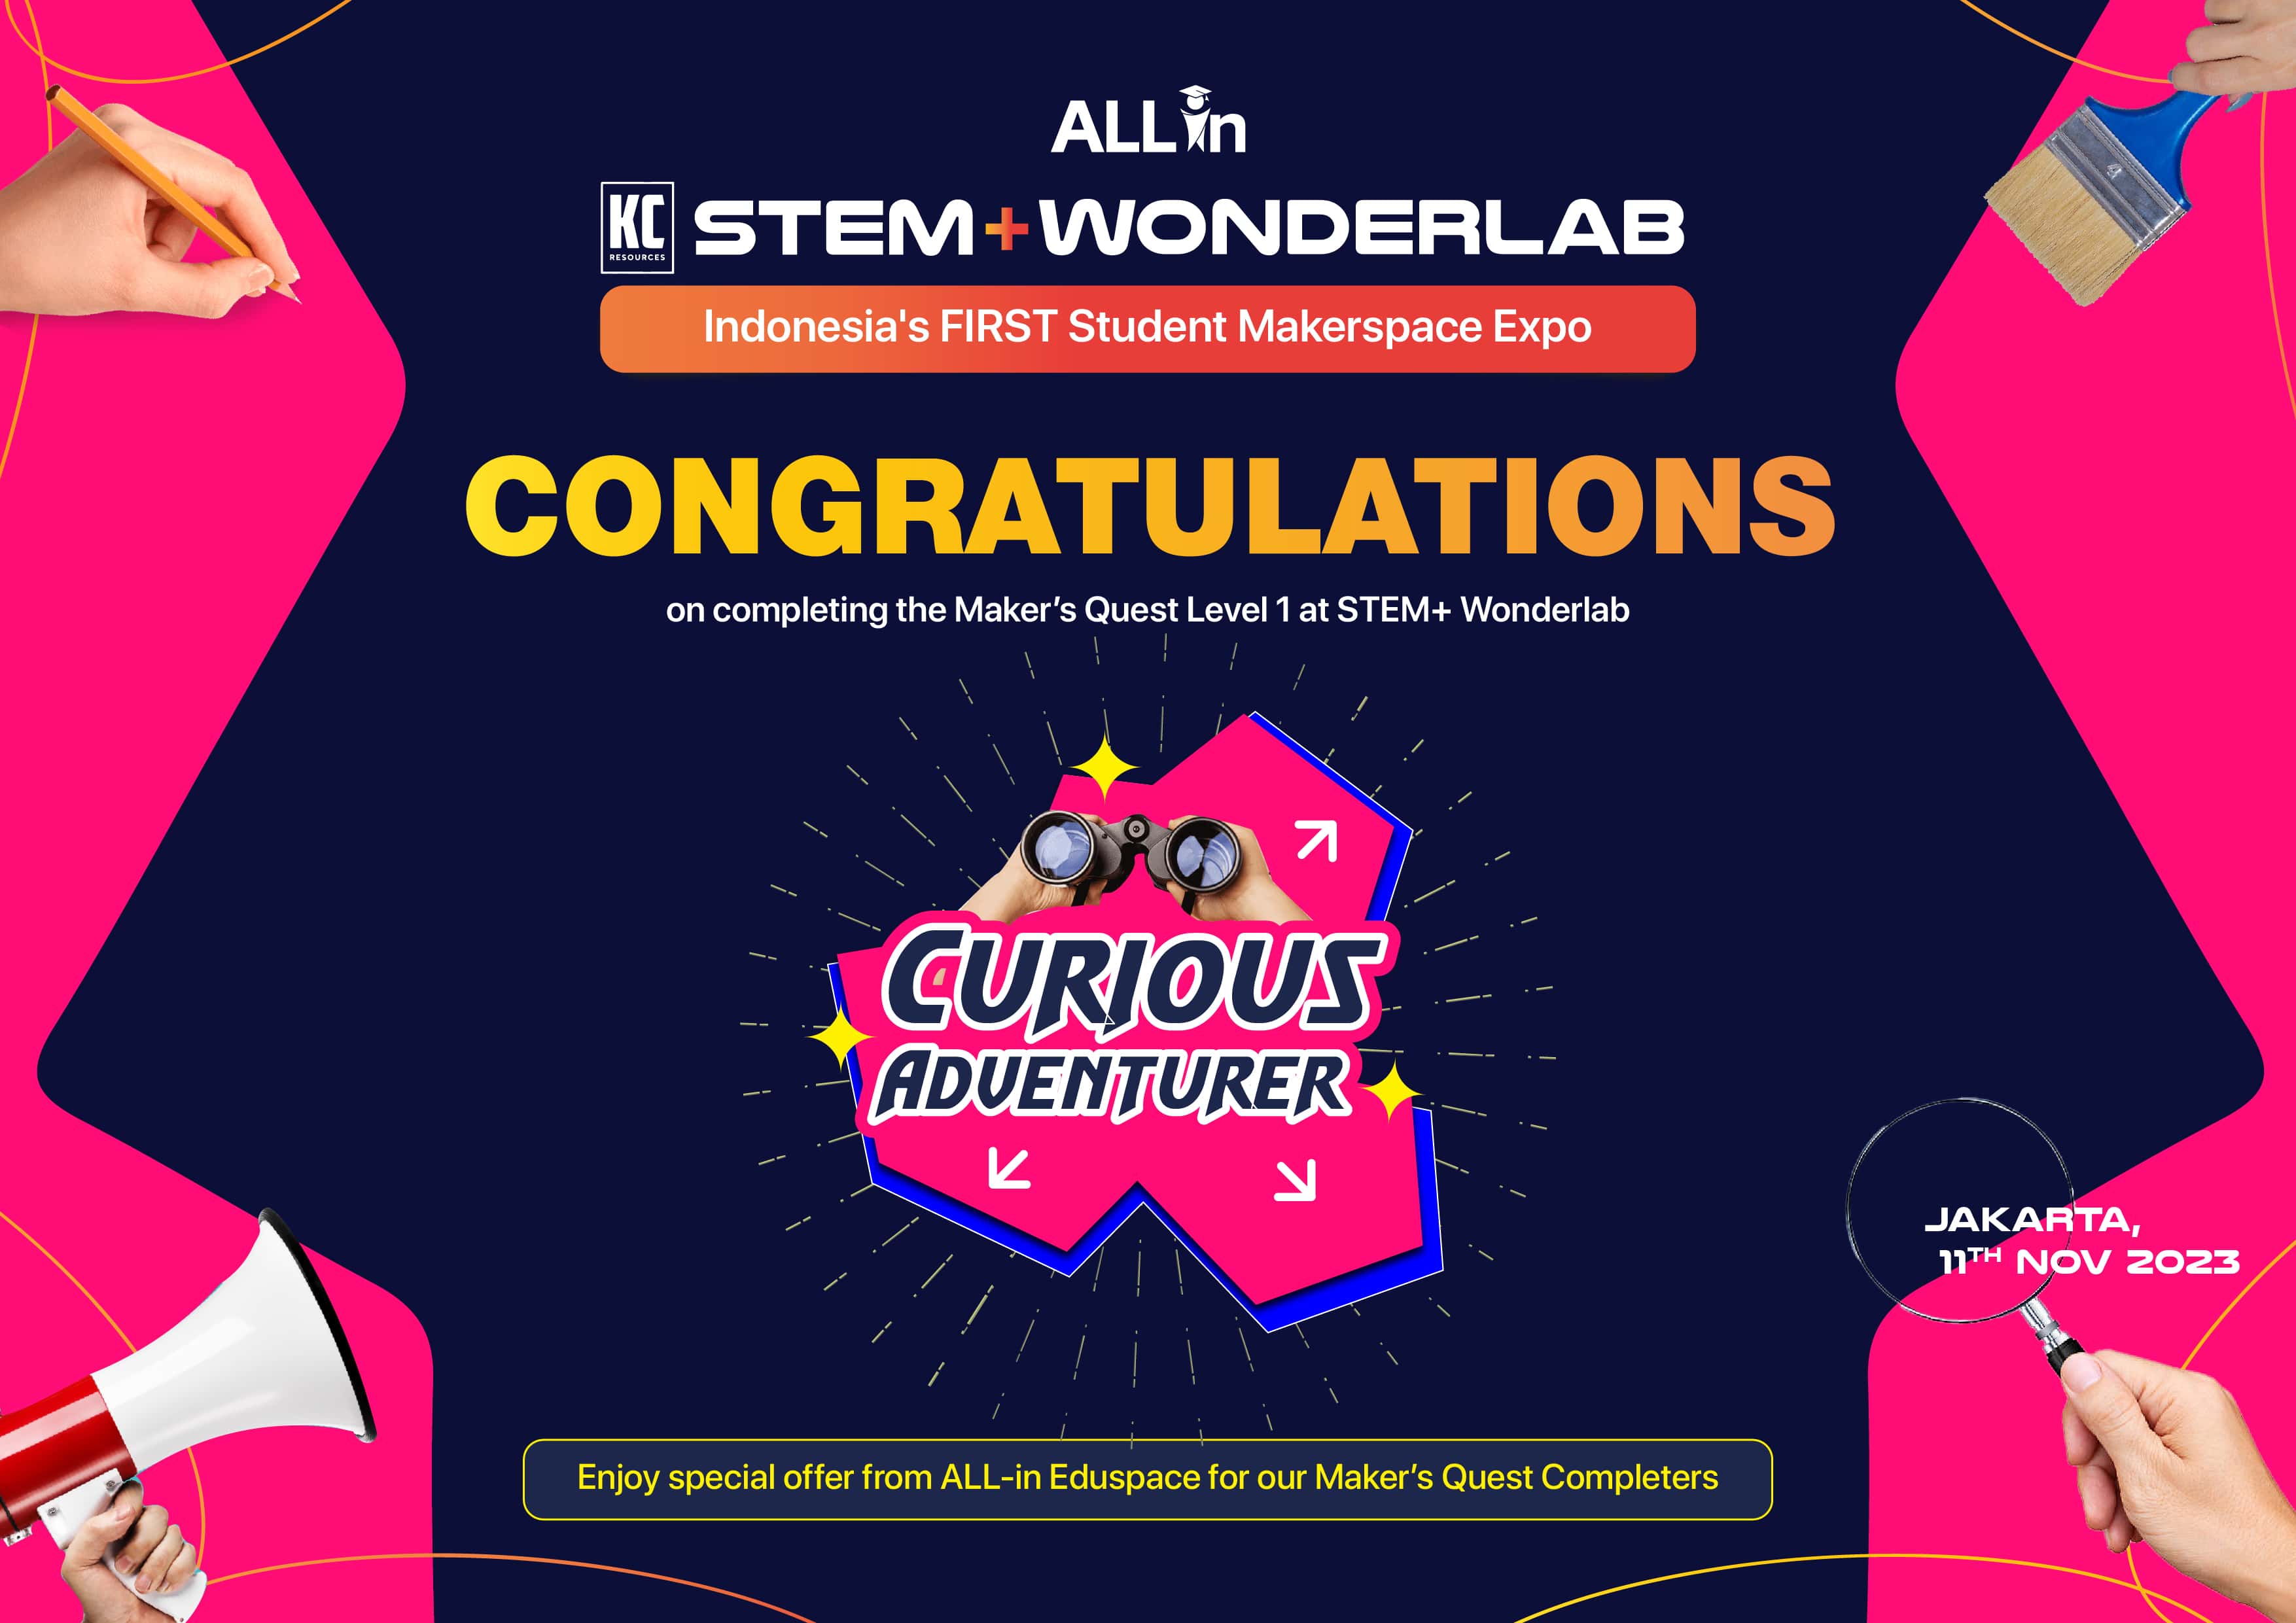 ALL in
KC
RESOURCES
STEM+WONDERLAB
Indonesia's FIRST Student Makerspace Expo
CONGRATULATIONS
on completing the Maker’s Quest Level 1 at STEM+ Wonderlab
CURIOUS
ADVENTURER
JAKARTA,
11TH NOV 2023
Enjoy special offer from ALL-in Eduspace for our Maker’s Quest Completers